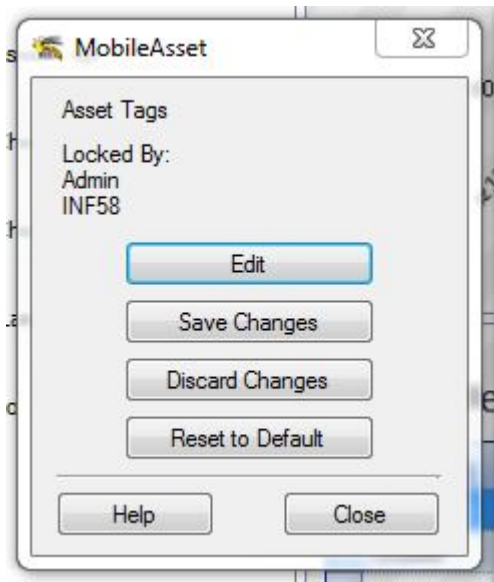 MobileAsset
Asset Tags
Locked By:
Admin
INF58
Edit
Save Changes
Discard Changes
Reset to Default
Help
Close